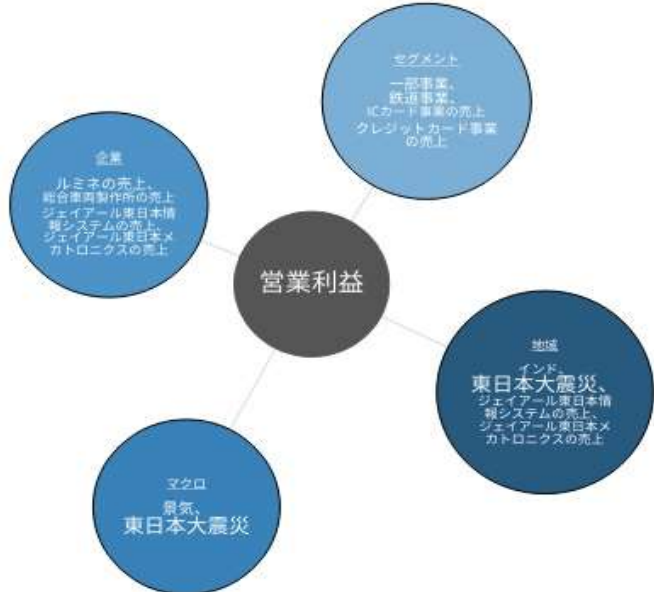 セグメント
一部事業、
鉄道事業、
ICカード事業の売上
クレジットカード事業
の売上
企業
ルミネの売上、
総合車両製作所の売上
ジェイアール東日本情
報システムの売上、
ジェイアール東日本メ
カトロニクスの売上
営業利益
地域
インド、
東日本大震災、
ジェイアール東日本情
報システムの売上、
ジェイアール東日本メ
カトロニクスの売上
マクロ
景気、
東日本大震災